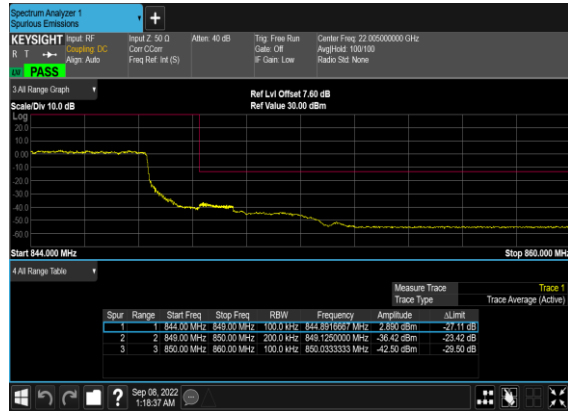 Spectrum Analyzer 1
Spurious Emissions
KEYSIGHT Input: RF Input Z: 50 Ω Atten: 40 dB Trig: Free Run Center Freq: 22.005000000 GHz
R T Coupling: DC Corr CCorr Gate: Off Avg|Hold: 100/100
Align: Auto Freq Ref: Int (S) IF Gain: Low Radio Std: None
PASS
3 All Range Graph
Ref Lvl Offset 7.60 dB
Scale/Div 10.0 dB Ref Value 30.00 dBm
Log
20.0
10.0
0.00
-10.0
-20.0
-30.0
-40.0
-50.0
-60.0
Start 844.000 MHz Stop 860.000 MHz
4 All Range Table
Measure Trace Trace 1
Trace Type Trace Average (Active)
Spur Range Start Freq Stop Freq RBW Frequency Amplitude ΔLimit
1 1 844.00 MHz 849.00 MHz 100.0 kHz 844.8916667 MHz 2.890 dBm -27.11 dB
2 2 849.00 MHz 850.00 MHz 200.0 kHz 849.1250000 MHz -36.42 dBm -23.42 dB
3 3 850.00 MHz 860.00 MHz 100.0 kHz 850.0333333 MHz -42.50 dBm -29.50 dB
? Sep 08, 2022
1:18:37 AM